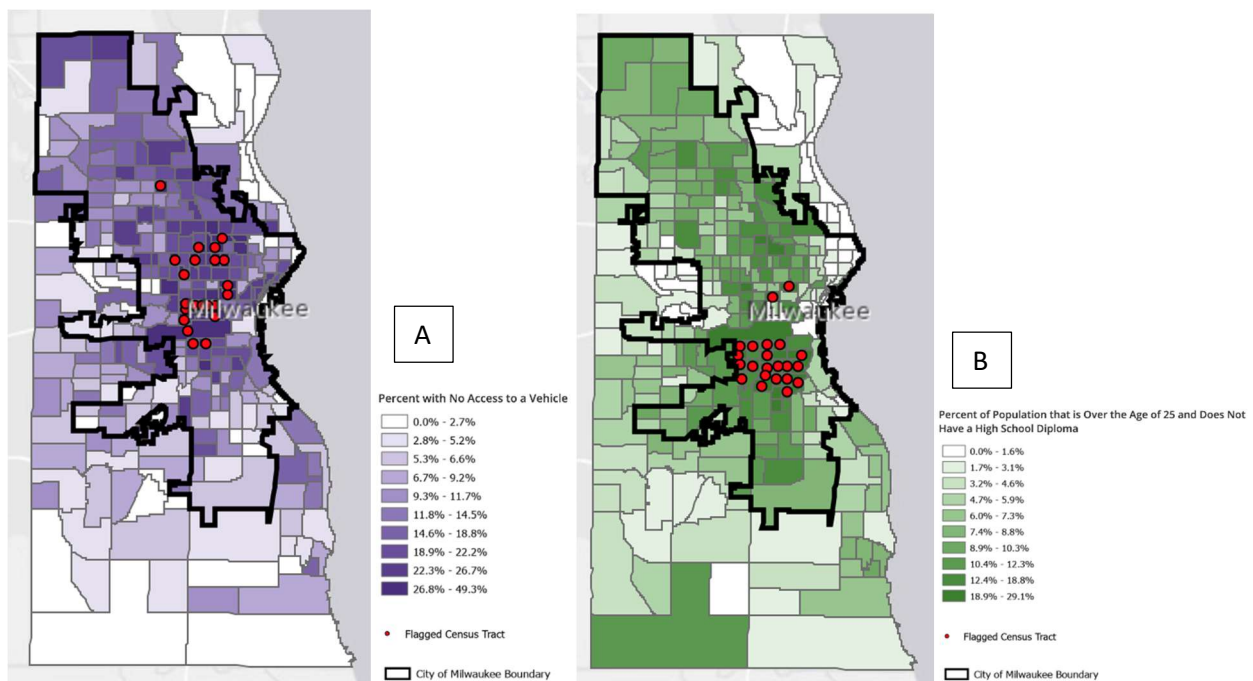 Milwaukee
A
Percent with No Access to a Vehicle
0.0% - 2.7%
2.8% - 5.2%
5.3% - 6.6%
6.7% - 9.2%
9.3% - 11.7%
11.8% - 14.5%
14.6% - 18.8%
18.9% - 22.2%
22.3% - 26.7%
26.8% - 49.3%
Flagged Census Tract
City of Milwaukee Boundary
Milwaukee
B
Percent of Population that is Over the Age of 25 and Does Not
Have a High School Diploma
0.0% - 1.6%
1.7% - 3.1%
3.2% - 4.6%
4.7% - 5.9%
6.0% - 7.3%
7.4% - 8.8%
8.9% - 10.3%
10.4% - 12.3%
12.4% - 18.8%
18.9% - 29.1%
Flagged Census Tract
City of Milwaukee Boundary